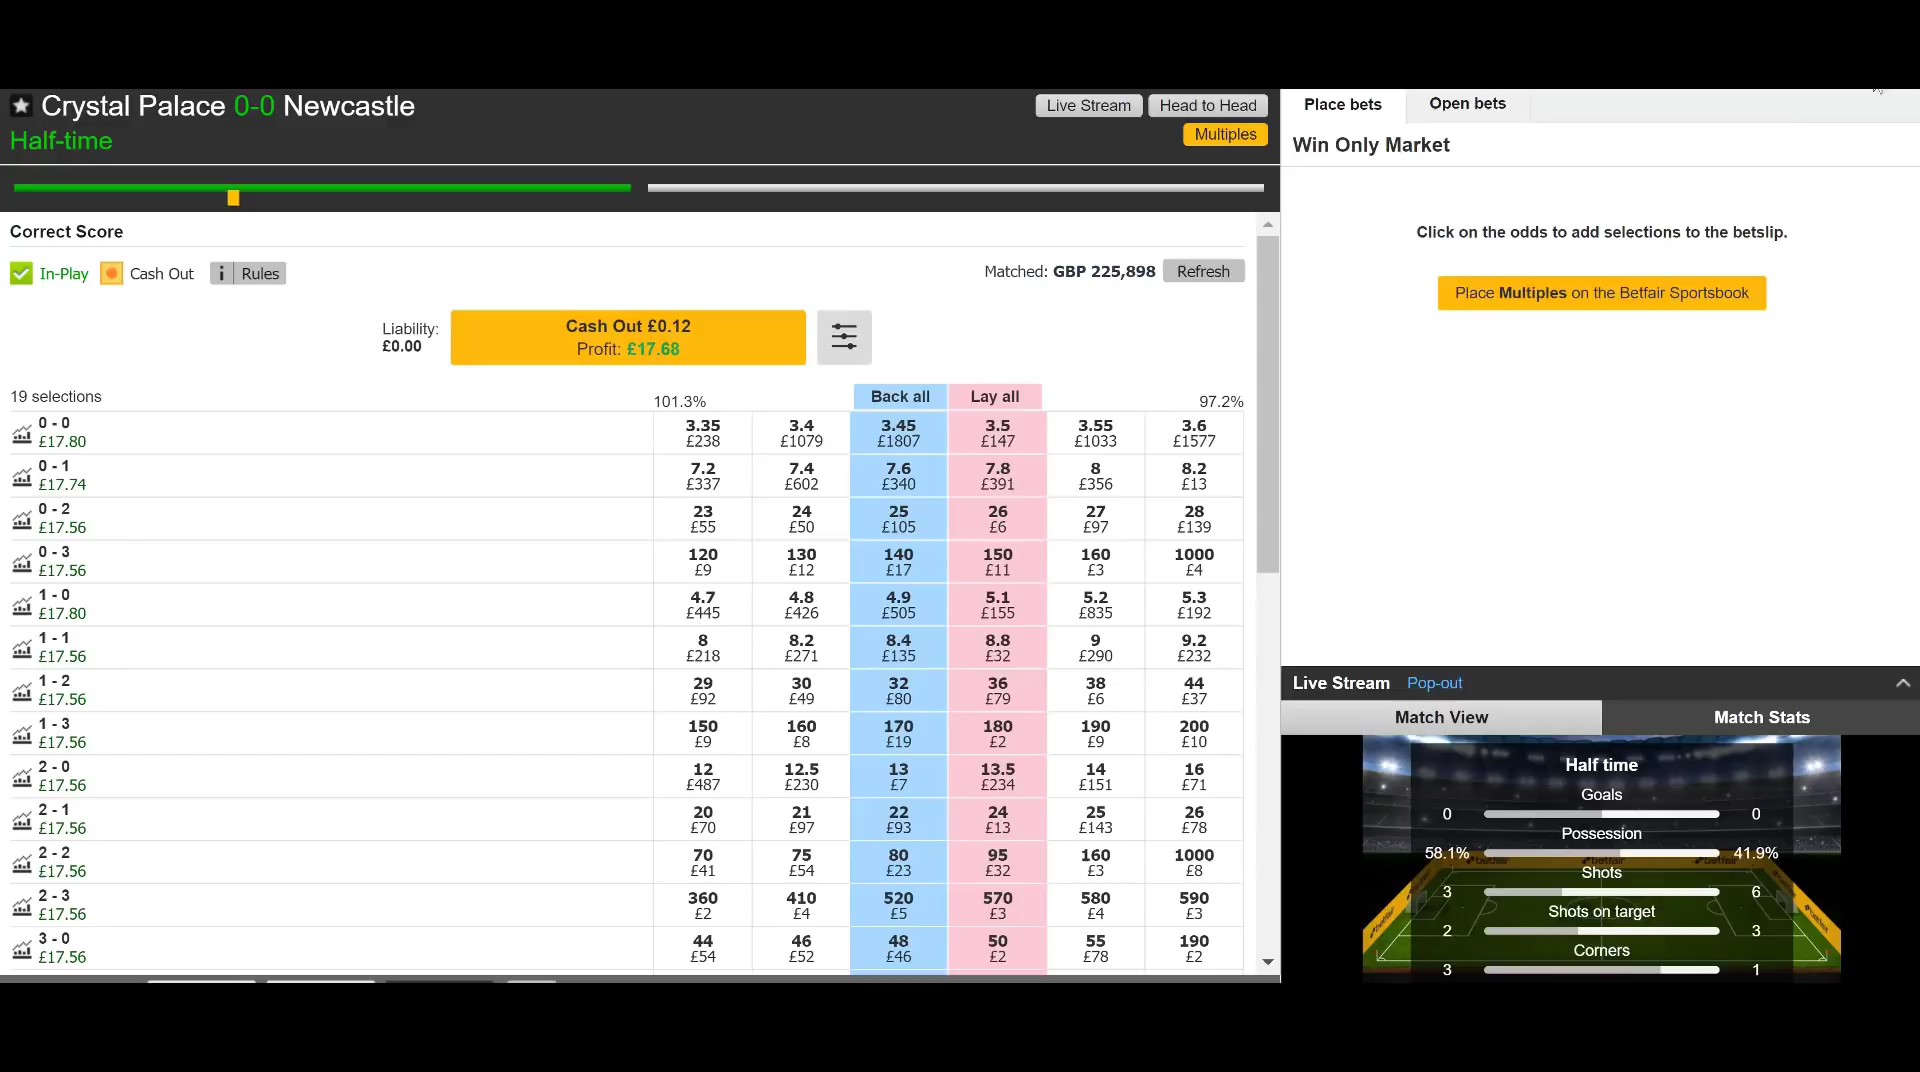 Crystal Palace 0-0 Newcastle
Half-time
Live Stream
Head to Head
Multiples
Correct Score
In-Play
Cash Out
i Rules
Matched: GBP 225,898
Refresh
Liability:
£0.00
Cash Out £0.12
Profit: £17.68
19 selections 101.3% Back all Lay all 97.2%
0 - 0 3.35 3.4 3.45 3.5 3.55 3.6
£17.80 £238 £1079 £1807 £147 £1033 £1577
0 - 1 7.2 7.4 7.6 7.8 8 8.2
£17.74 £337 £602 £340 £391 £356 £13
0 - 2 23 24 25 26 27 28
£17.56 £55 £50 £105 £6 £97 £139
0 - 3 120 130 140 150 160 1000
£17.56 £9 £12 £17 £11 £3 £4
1 - 0 4.7 4.8 4.9 5.1 5.2 5.3
£17.80 £445 £426 £505 £155 £835 £192
1 - 1 8 8.2 8.4 8.8 9 9.2
£17.56 £218 £271 £135 £32 £290 £232
1 - 2 29 30 32 36 38 44
£17.56 £92 £49 £80 £79 £6 £37
1 - 3 150 160 170 180 190 200
£17.56 £9 £8 £19 £2 £9 £10
2 - 0 12 12.5 13 13.5 14 16
£17.56 £487 £230 £7 £234 £151 £71
2 - 1 20 21 22 24 25 26
£17.56 £70 £97 £93 £13 £143 £78
2 - 2 70 75 80 95 160 1000
£17.56 £41 £54 £23 £32 £3 £8
2 - 3 360 410 520 570 580 590
£17.56 £2 £4 £5 £3 £4 £3
3 - 0 44 46 48 50 55 190
£17.56 £54 £52 £46 £2 £78 £2
Place bets
Open bets
Win Only Market
Click on the odds to add selections to the betslip.
Place Multiples on the Betfair Sportsbook
Live Stream Pop-out
Match View
Match Stats
Half time
Goals
0 0
Possession
58.1% 41.9%
betfair betfair betfair
Shots
3 6
Shots on target
2 3
betfair betfair
Corners
3 1